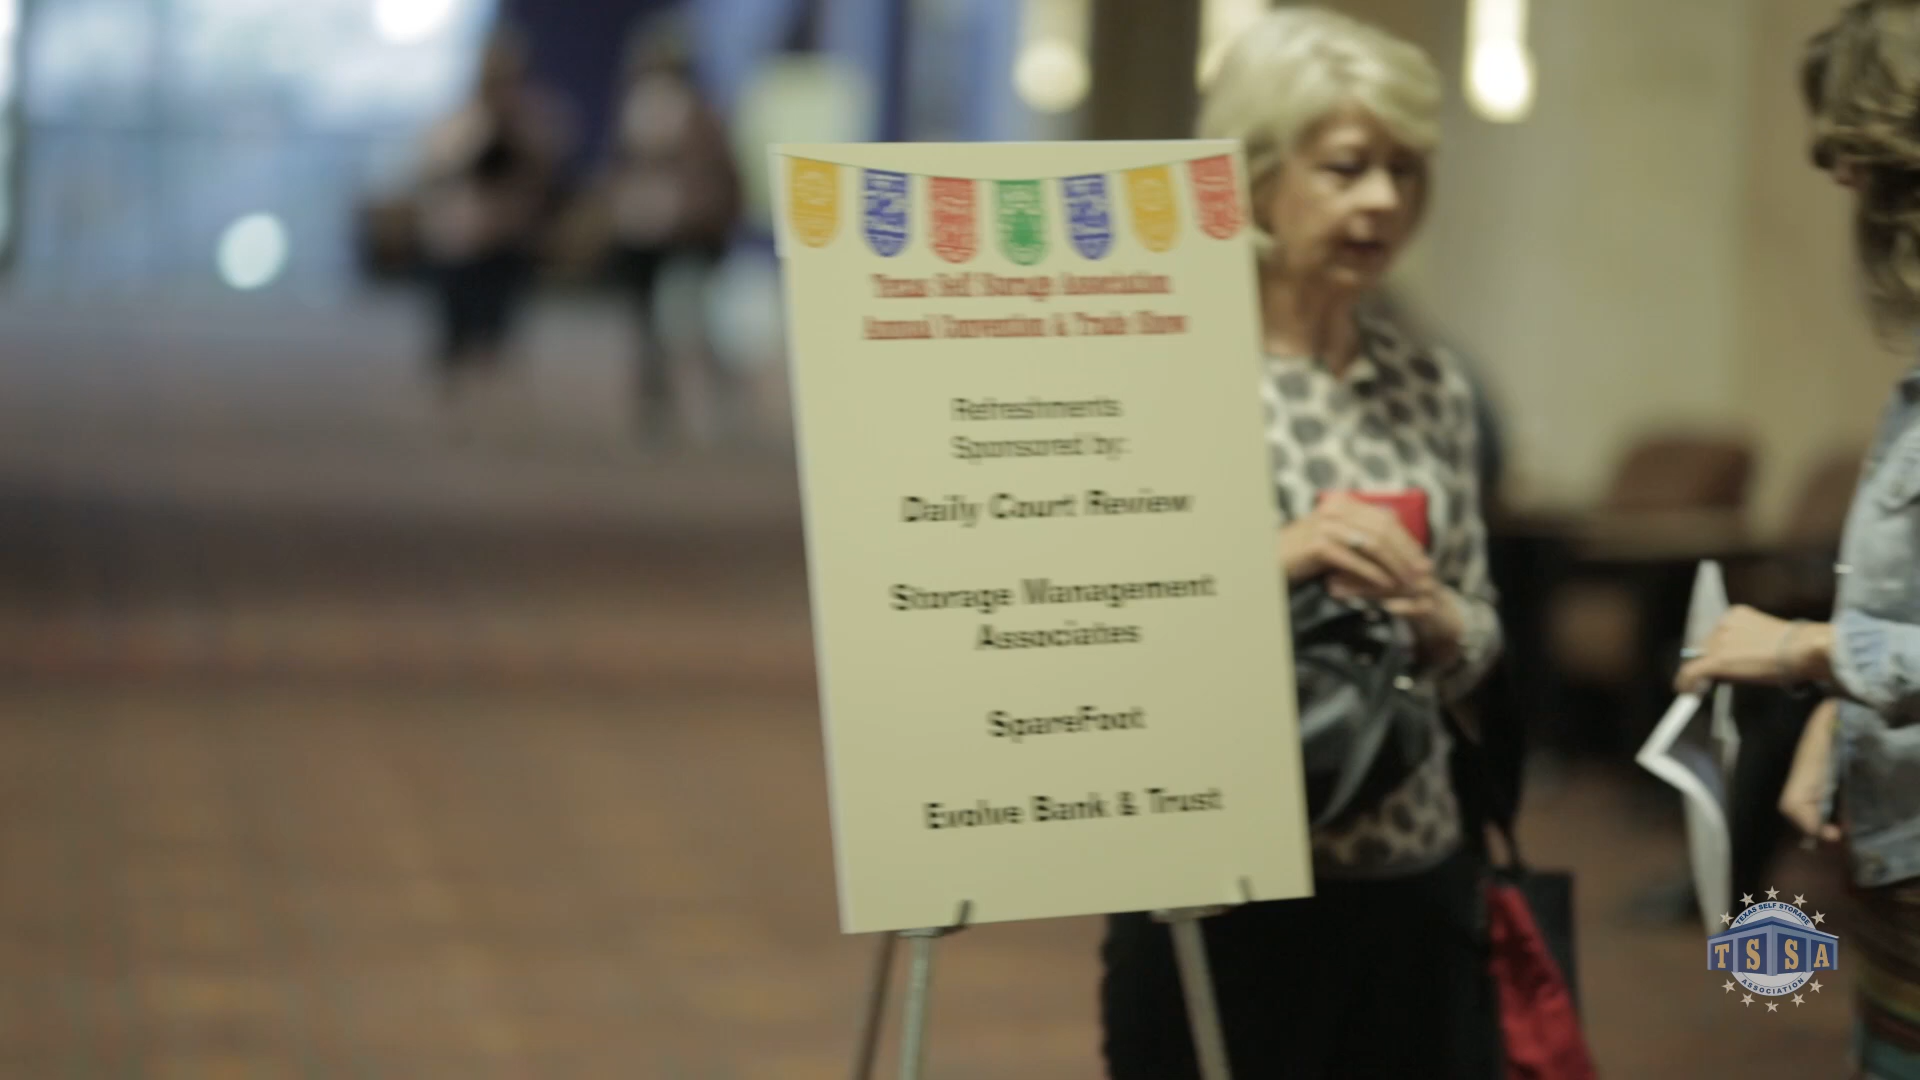 Texas Self Storage Association
Annual Convention & Trade Show
Refreshments
Sponsored by:
Daily Court Review
Storage Management
Associates
SpareFoot
Evolve Bank & Trust
TEXAS SELF STORAGE
TSSA
ASSOCIATION